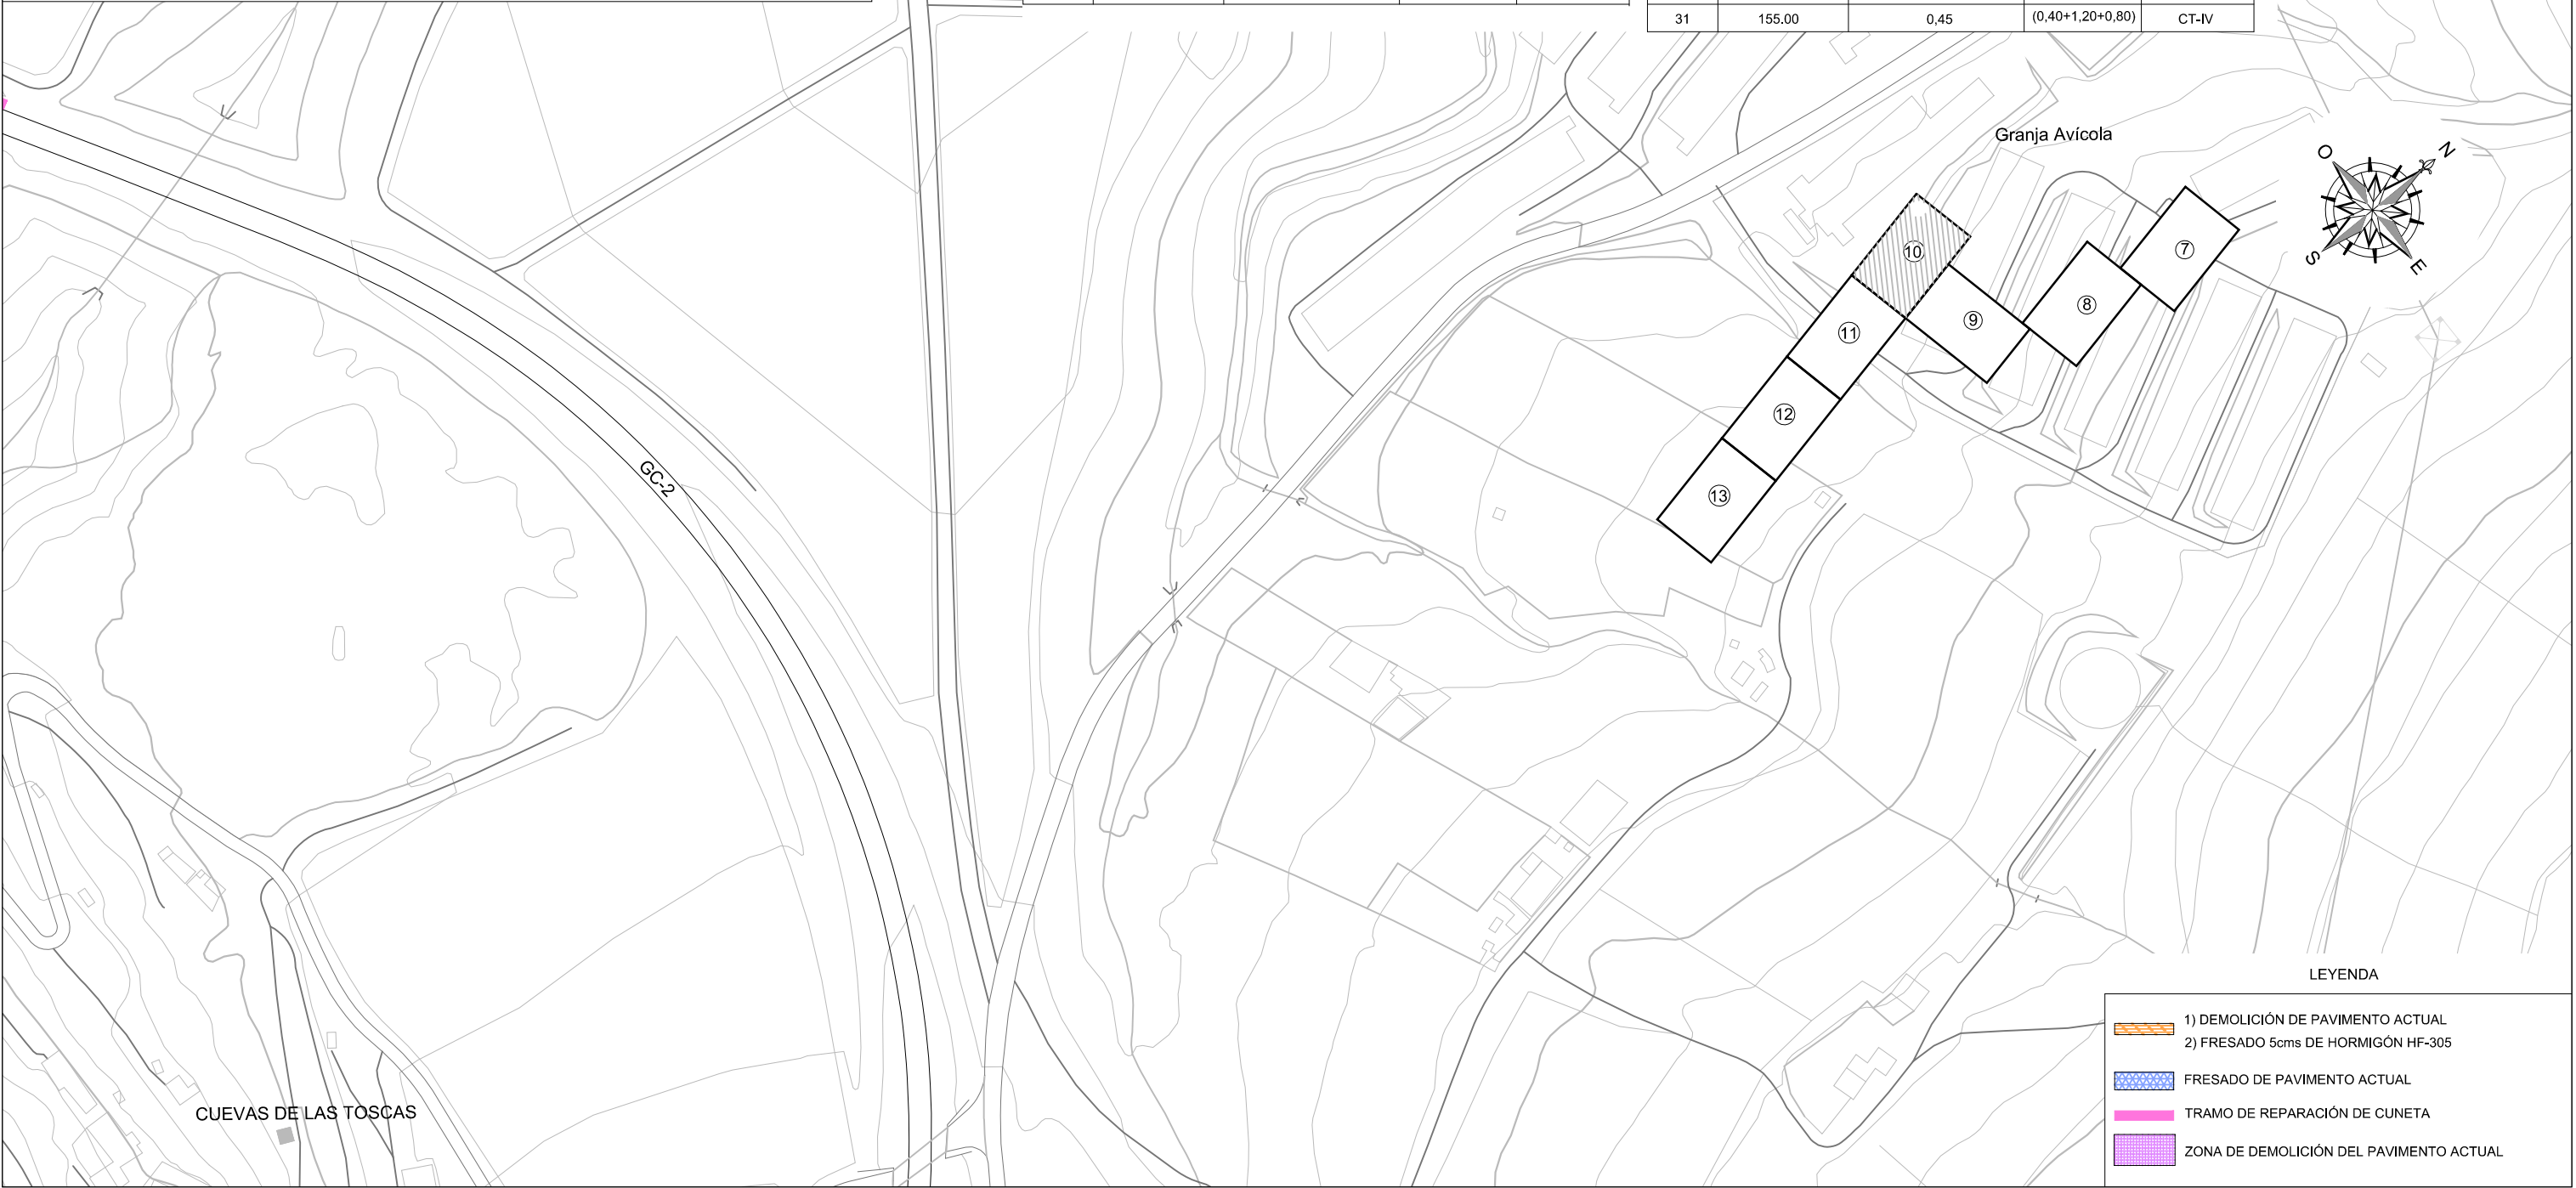 31 155.00 0,45 (0,40+1,20+0,80) CT-IV
Granja Avícola
O N
S E
7
8
9
10
11
12
13
GC-2
CUEVAS DE LAS TOSCAS
LEYENDA
1) DEMOLICIÓN DE PAVIMENTO ACTUAL
2) FRESADO 5cms DE HORMIGÓN HF-305
FRESADO DE PAVIMENTO ACTUAL
TRAMO DE REPARACIÓN DE CUNETA
ZONA DE DEMOLICIÓN DEL PAVIMENTO ACTUAL